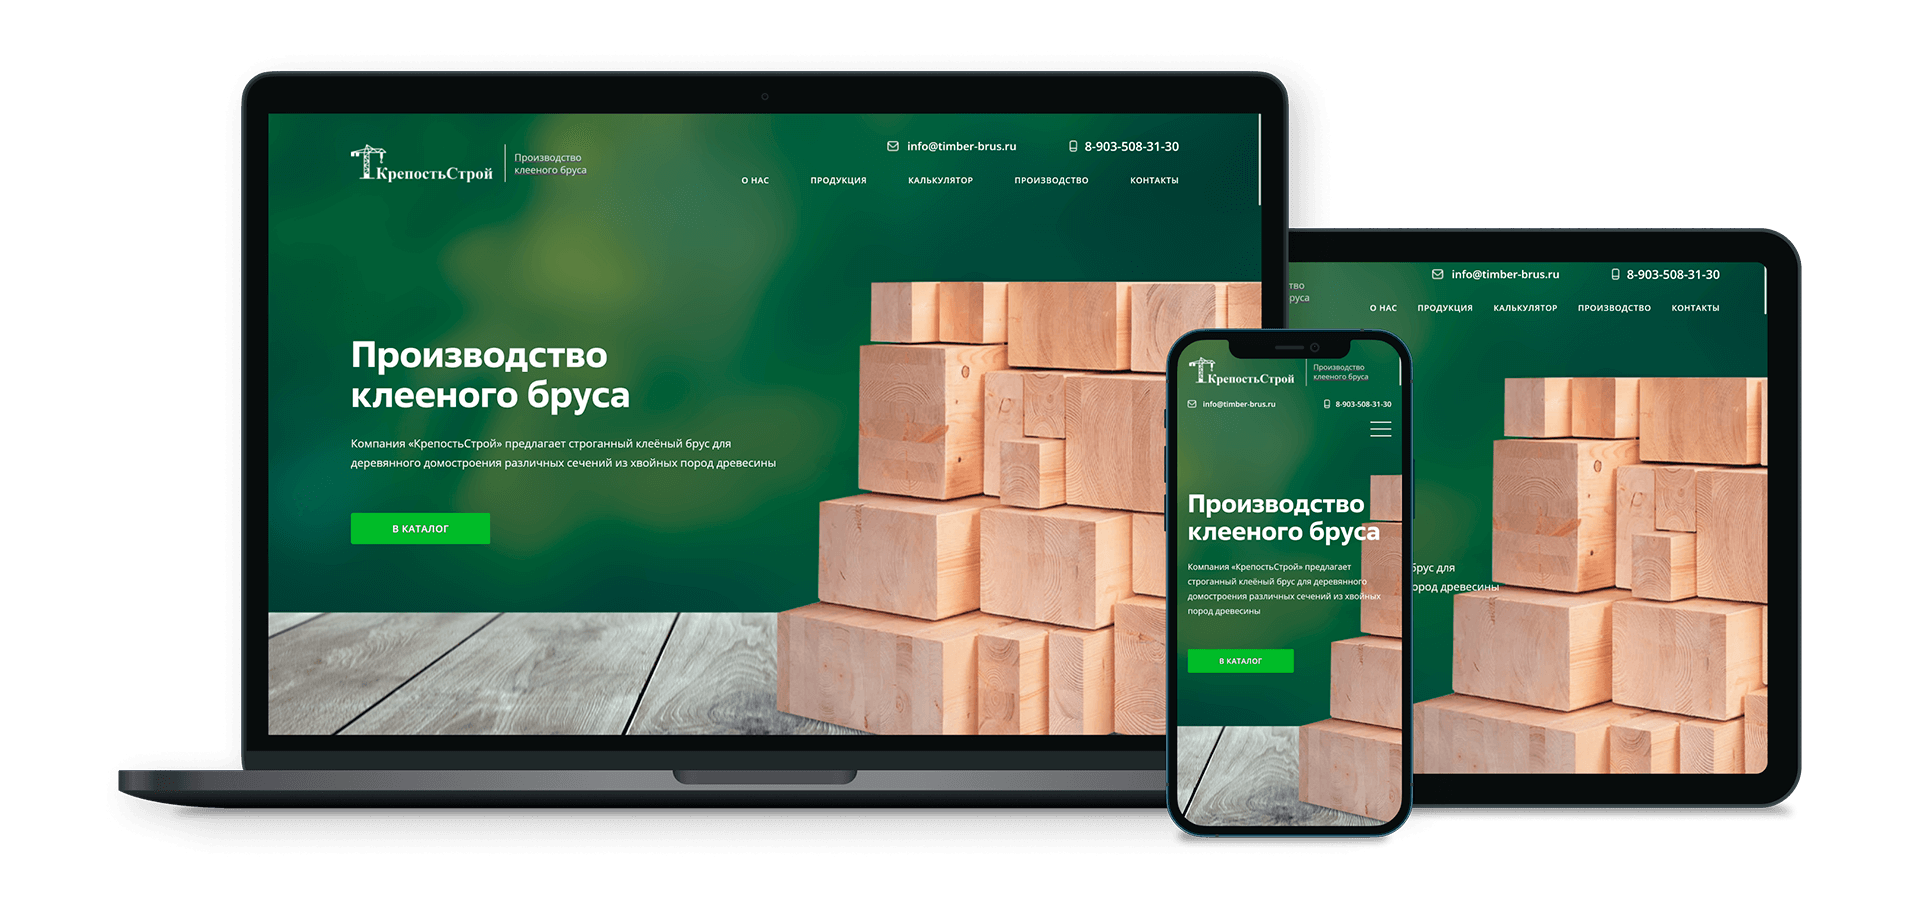 КрепостьСтрой
Производство
клееного бруса
info@timber-brus.ru
8-903-508-31-30
О НАС ПРОДУКЦИЯ КАЛЬКУЛЯТОР ПРОИЗВОДСТВО КОНТАКТЫ
Производство
клееного бруса
Компания «КрепостьСтрой» предлагает строганный клеёный брус для
деревянного домостроения различных сечений из хвойных пород древесины
В КАТАЛОГ
тво
руса
info@timber-brus.ru
8-903-508-31-30
О НАС ПРОДУКЦИЯ КАЛЬКУЛЯТОР ПРОИЗВОДСТВО КОНТАКТЫ
брус для
ород древесины
КрепостьСтрой
Производство
клееного бруса
info@timber-brus.ru
8-903-508-31-30
Производство
клееного бруса
Компания «КрепостьСтрой» предлагает
строганный клеёный брус для деревянного
домостроения различных сечений из хвойных
пород древесины
В КАТАЛОГ